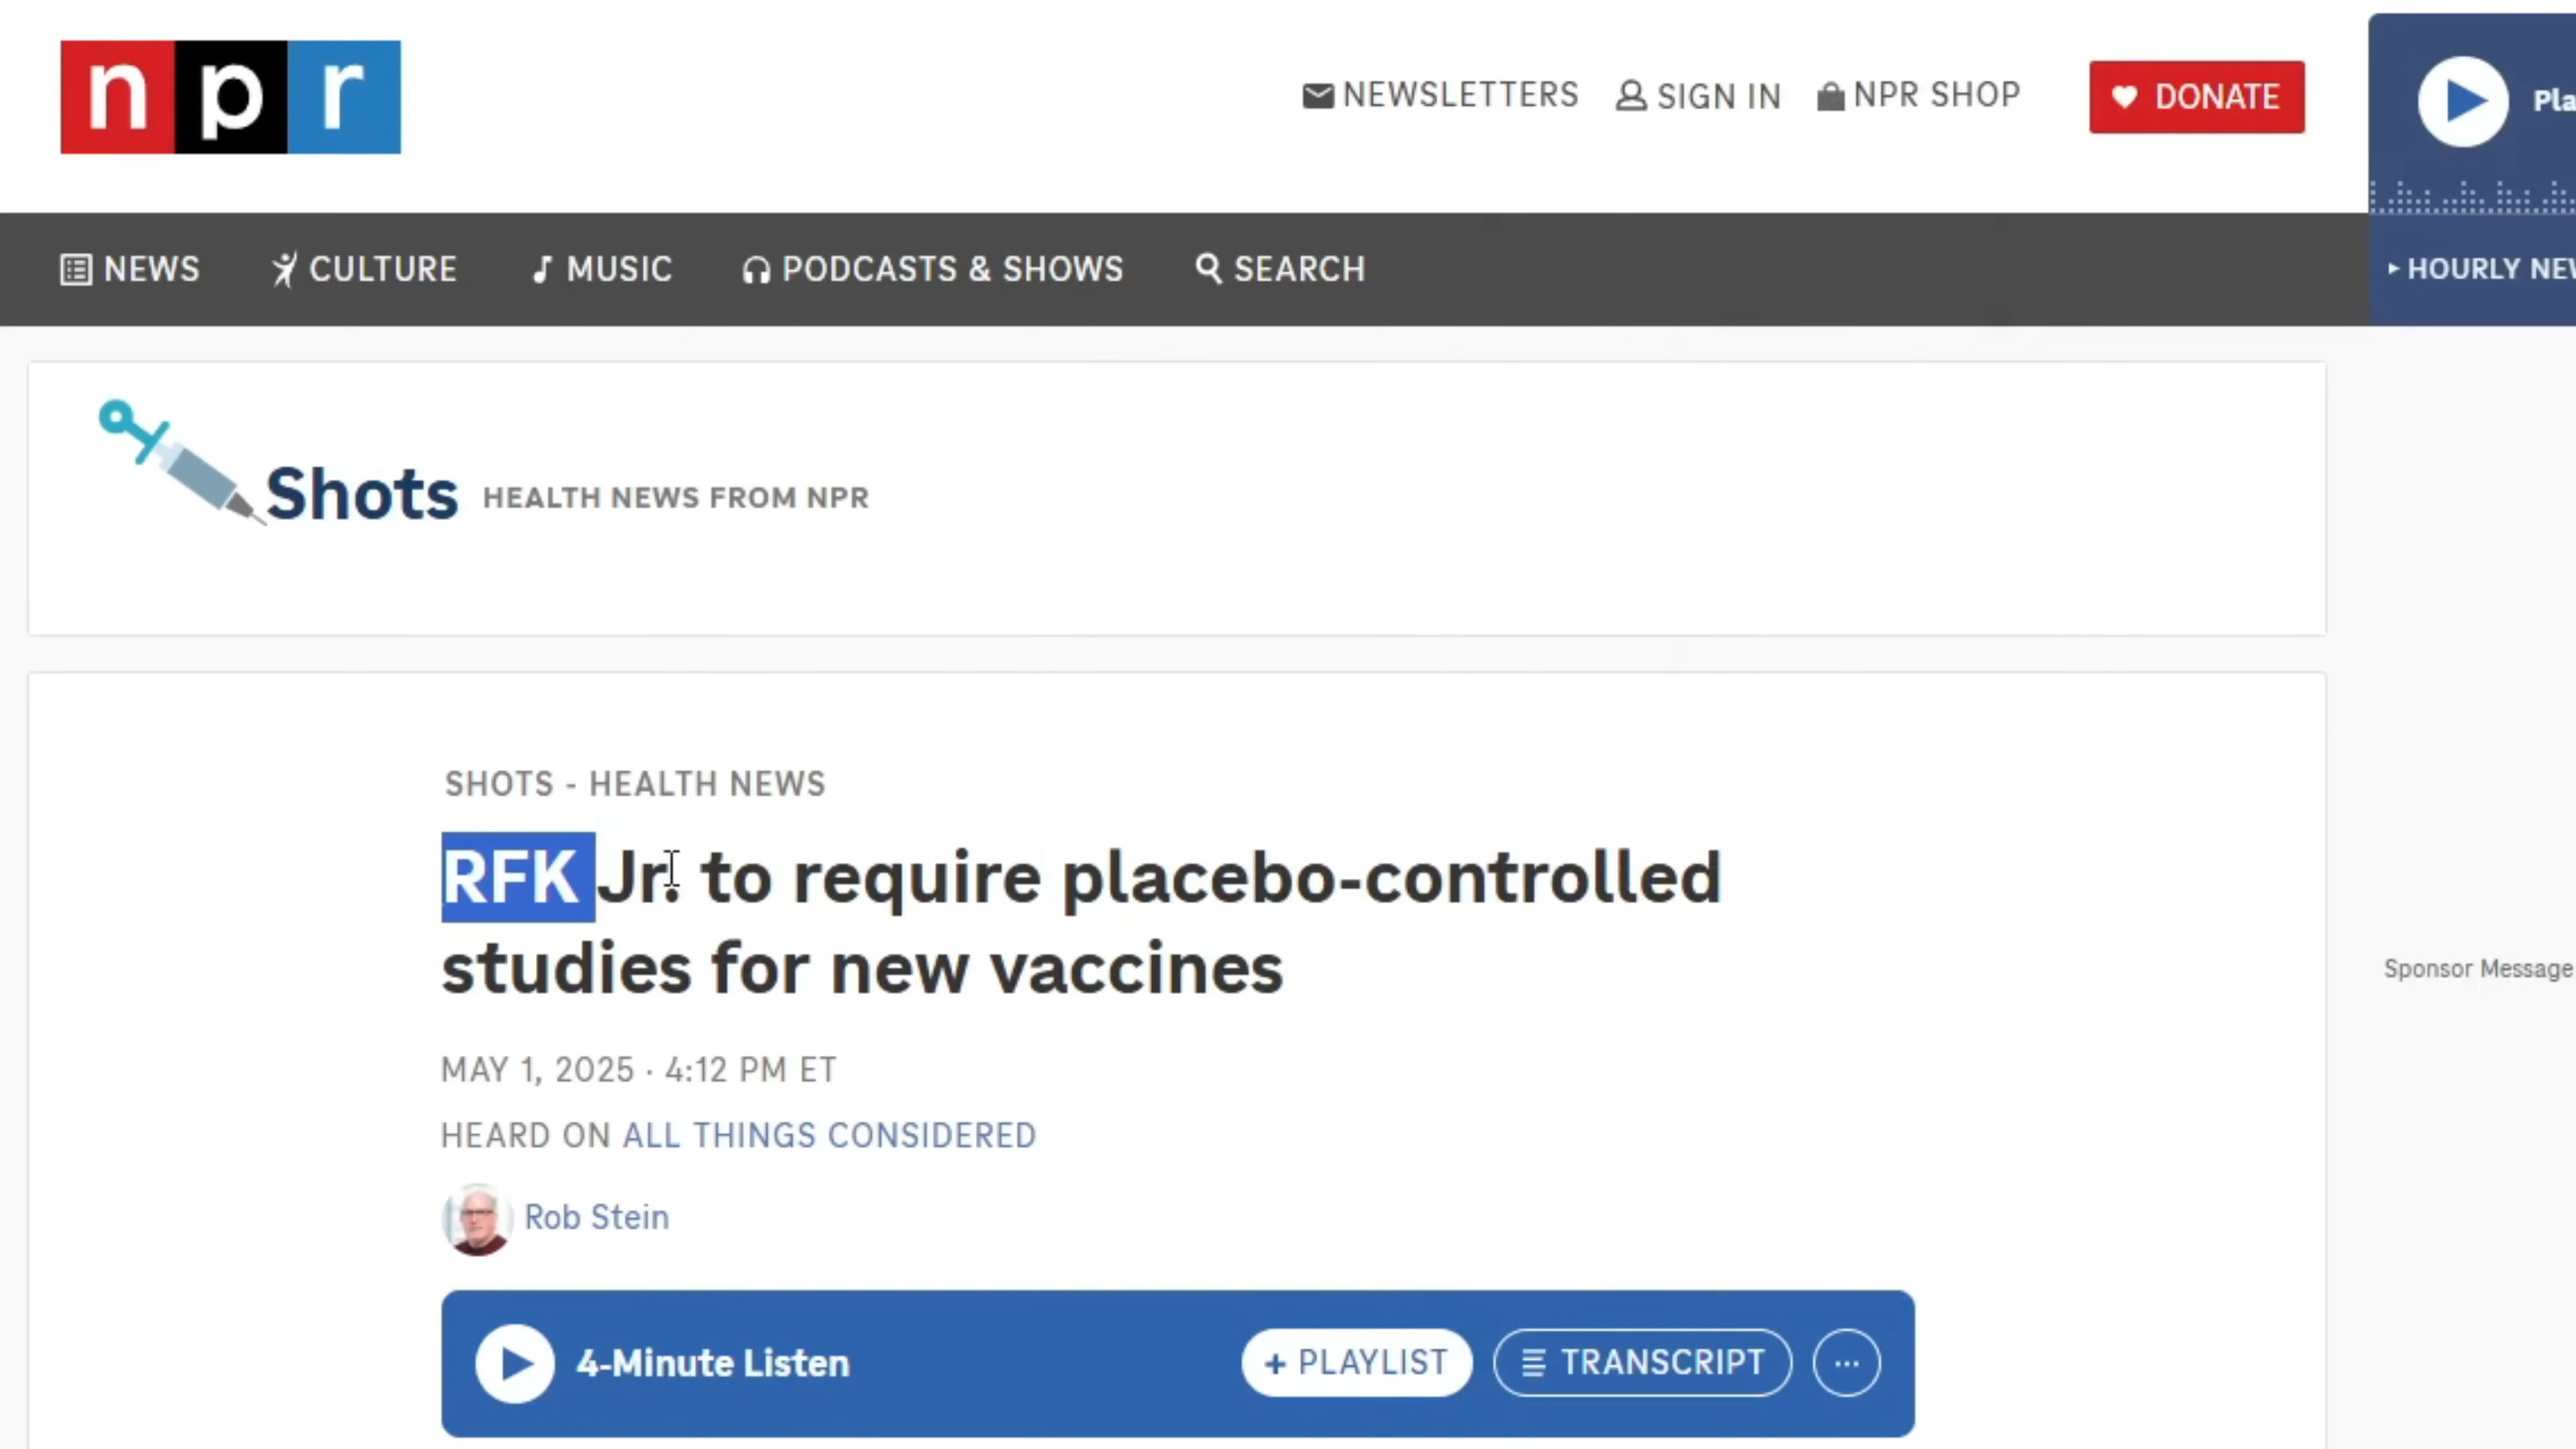 npr
NEWSLETTERS
SIGN IN
NPR SHOP
DONATE
NEWS
CULTURE
MUSIC
PODCASTS & SHOWS
SEARCH
HOURLY
Shots
HEALTH NEWS FROM NPR
SHOTS - HEALTH NEWS
RFK Jr. to require placebo-controlled
studies for new vaccines
MAY 1, 2025 · 4:12 PM ET
HEARD ON ALL THINGS CONSIDERED
Rob Stein
4-Minute Listen
+ PLAYLIST
TRANSCRIPT
Sponsor Message